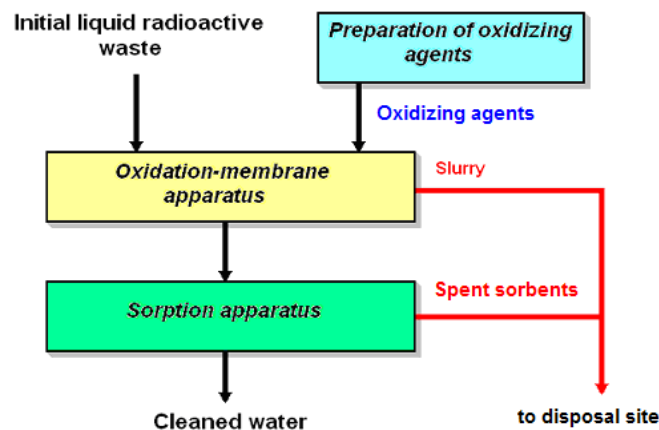 Initial liquid radioactive
waste
Preparation of oxidizing
agents
Oxidizing agents
Oxidation-membrane
apparatus
Slurry
Sorption apparatus
Spent sorbents
Cleaned water
to disposal site